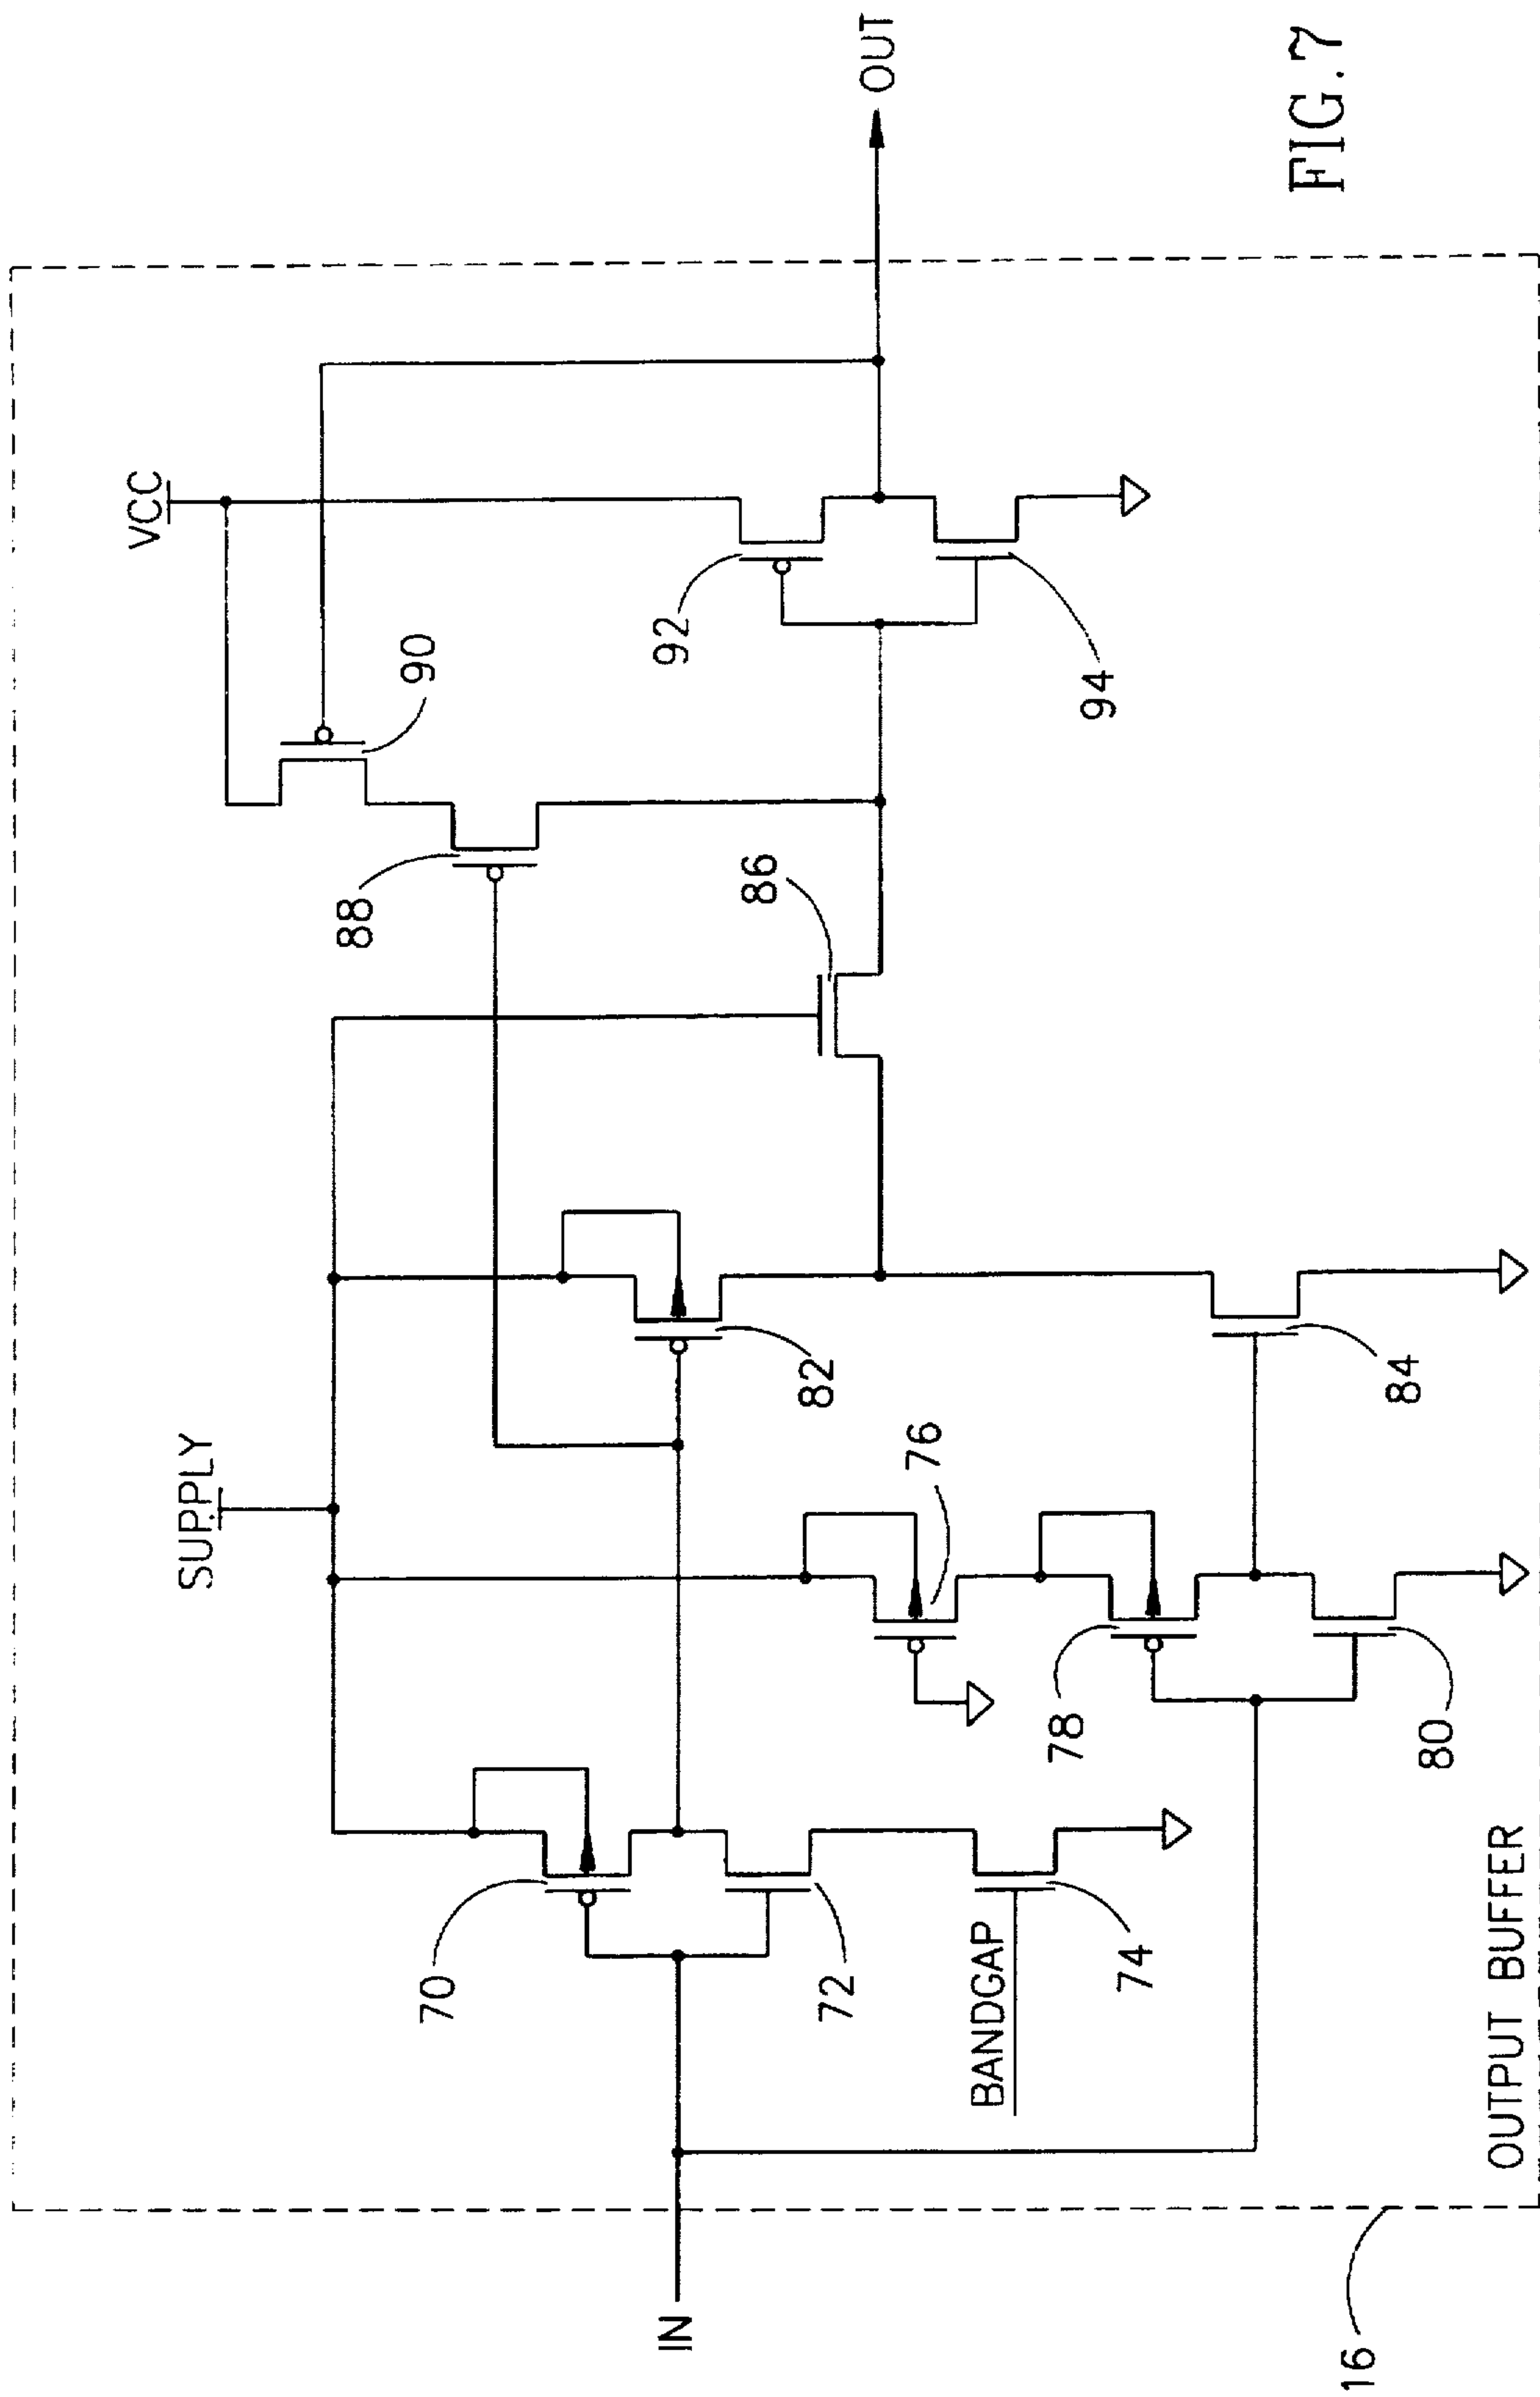 VCC
SUPPLY
90
88
92
OUT
86
82
94
76
70
72
78
84
BANDGAP
74
80
IN
OUTPUT BUFFER
16
FIG.7